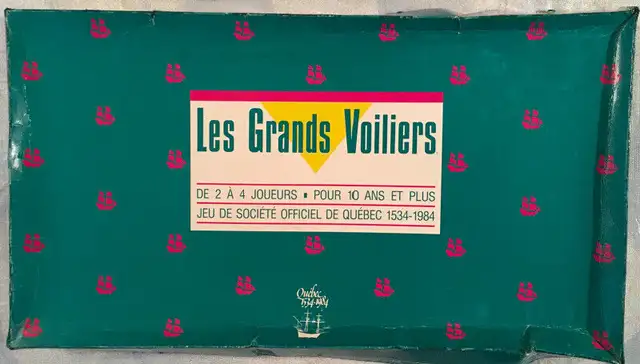 Les Grands Voiliers
DE 2 À 4 JOUEURS ▪ POUR 10 ANS ET PLUS
JEU DE SOCIÉTÉ OFFICIEL DE QUÉBEC 1534-1984
Québec
1534-1984